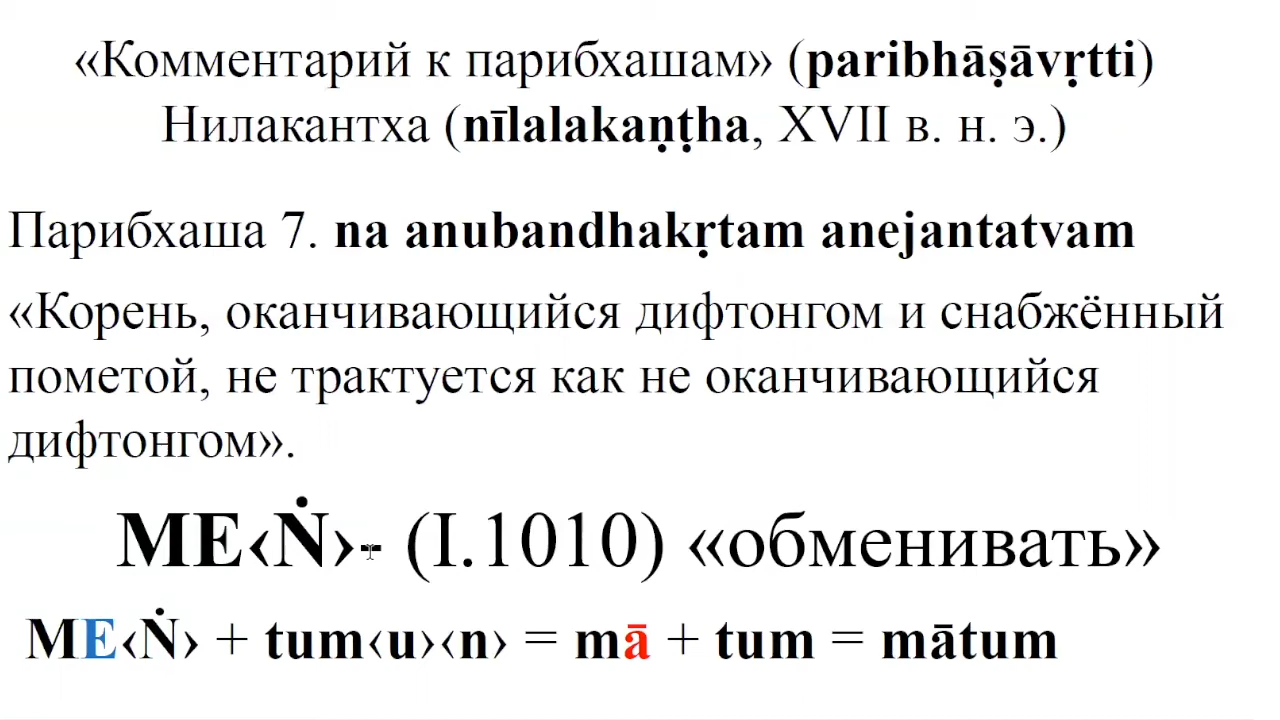 «Комментарий к парибхашам» (paribhāṣāvṛtti)
Нилакантха (nīlalakaṇṭha, XVII в. н. э.)
Парибхаша 7. na anubandhakṛtam anejantatvam
«Корень, оканчивающийся дифтонгом и снабжённый
пометой, не трактуется как не оканчивающийся
дифтонгом».
ME‹Ṅ›- (I.1010) «обменивать»
ME‹Ṅ› + tum‹u›‹n› = mā + tum = mātum